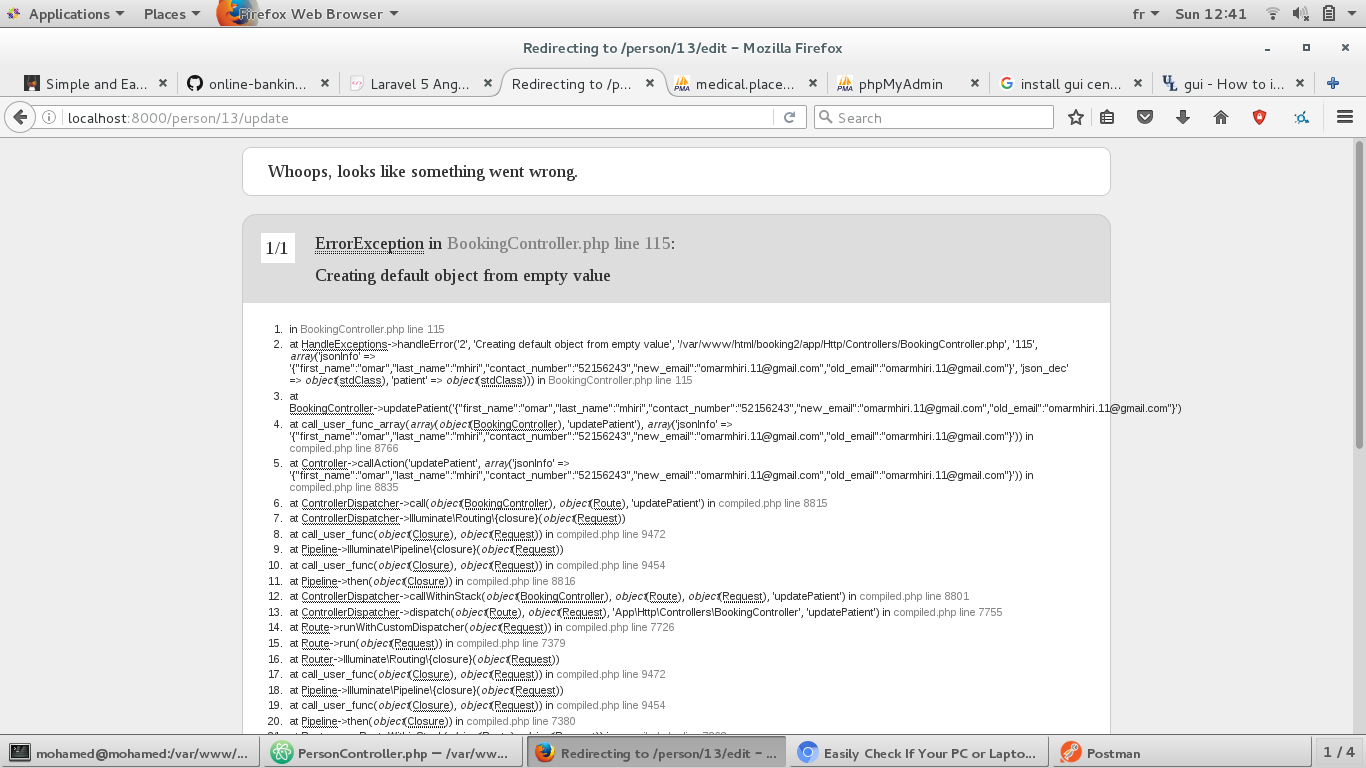 Applications Places Firefox Web Browser fr Sun 12:41
Redirecting to /person/13/edit - Mozilla Firefox
Simple and Ea... online-bankin... Laravel 5 Ang... Redirecting to /p... medical.place... phpMyAdmin install gui cen... gui - How to i...
localhost:8000/person/13/update Search
Whoops, looks like something went wrong.
1/1 ErrorException in BookingController.php line 115:
Creating default object from empty value
1. in BookingController.php line 115
2. at HandleExceptions->handleError('2', 'Creating default object from empty value', '/var/www/html/booking2/app/Http/Controllers/BookingController.php', '115',
array('jsonInfo' =>
'{"first_name":"omar","last_name":"mhiri","contact_number":"52156243","new_email":"omarmhiri.11@gmail.com","old_email":"omarmhiri.11@gmail.com"}', 'json_dec'
=> object(stdClass), 'patient' => object(stdClass))) in BookingController.php line 115
3. at
BookingController->updatePatient('{"first_name":"omar","last_name":"mhiri","contact_number":"52156243","new_email":"omarmhiri.11@gmail.com","old_email":"omarmhiri.11@gmail.com"}')
4. at call_user_func_array(array(object(BookingController), 'updatePatient'), array('jsonInfo' =>
'{"first_name":"omar","last_name":"mhiri","contact_number":"52156243","new_email":"omarmhiri.11@gmail.com","old_email":"omarmhiri.11@gmail.com"}')) in
compiled.php line 8766
5. at Controller->callAction('updatePatient', array('jsonInfo' =>
'{"first_name":"omar","last_name":"mhiri","contact_number":"52156243","new_email":"omarmhiri.11@gmail.com","old_email":"omarmhiri.11@gmail.com"}')) in
compiled.php line 8835
6. at ControllerDispatcher->call(object(BookingController), object(Route), 'updatePatient') in compiled.php line 8815
7. at ControllerDispatcher->Illuminate\Routing\{closure}(object(Request))
8. at call_user_func(object(Closure), object(Request)) in compiled.php line 9472
9. at Pipeline->Illuminate\Pipeline\{closure}(object(Request))
10. at call_user_func(object(Closure), object(Request)) in compiled.php line 9454
11. at Pipeline->then(object(Closure)) in compiled.php line 8816
12. at ControllerDispatcher->callWithinStack(object(BookingController), object(Route), object(Request), 'updatePatient') in compiled.php line 8801
13. at ControllerDispatcher->dispatch(object(Route), object(Request), 'App\Http\Controllers\BookingController', 'updatePatient') in compiled.php line 7755
14. at Route->runWithCustomDispatcher(object(Request)) in compiled.php line 7726
15. at Route->run(object(Request)) in compiled.php line 7379
16. at Router->Illuminate\Routing\{closure}(object(Request))
17. at call_user_func(object(Closure), object(Request)) in compiled.php line 9472
18. at Pipeline->Illuminate\Pipeline\{closure}(object(Request))
19. at call_user_func(object(Closure), object(Request)) in compiled.php line 9454
20. at Pipeline->then(object(Closure)) in compiled.php line 7380
mohamed@mohamed:/var/www/... PersonController.php — /var/ww... Redirecting to /person/13/edit - ... Easily Check If Your PC or Lapto... Postman 1 / 4